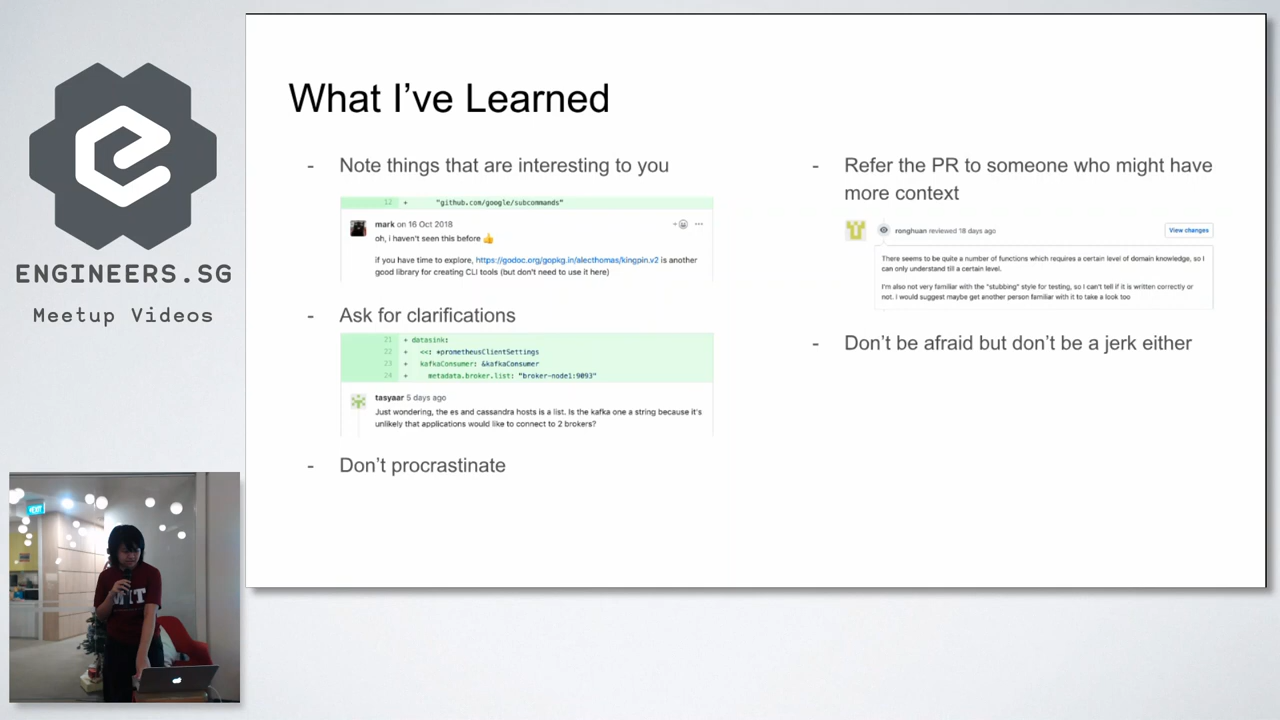 ENGINEERS.SG
Meetup Videos
What I've Learned
- Note things that are interesting to you
12 + "github.com/google/subcommands"
mark on 16 Oct 2018
oh, i haven't seen this before 👍
if you have time to explore, https://godoc.org/gopkg.in/alecthomas/kingpin.v2 is another
good library for creating CLI tools (but don't need to use it here)
- Ask for clarifications
21 + datasink:
22 + <<: *prometheusClientSettings
23 + kafkaConsumer: &kafkaConsumer
24 + metadata.broker.list: "broker-node1:9093"
tasyaar 5 days ago
Just wondering, the es and cassandra hosts is a list. Is the kafka one a string because it's
unlikely that applications would like to connect to 2 brokers?
- Don't procrastinate
- Refer the PR to someone who might have
more context
ronghuan reviewed 18 days ago
View changes
There seems to be quite a number of functions which requires a certain level of domain knowledge, so I
can only understand till a certain level.
I'm also not very familiar with the "stubbing" style for testing, so I can't tell if it is written correctly or
not. I would suggest maybe get another person familiar with it to take a look too
- Don't be afraid but don't be a jerk either
EXIT
MIT